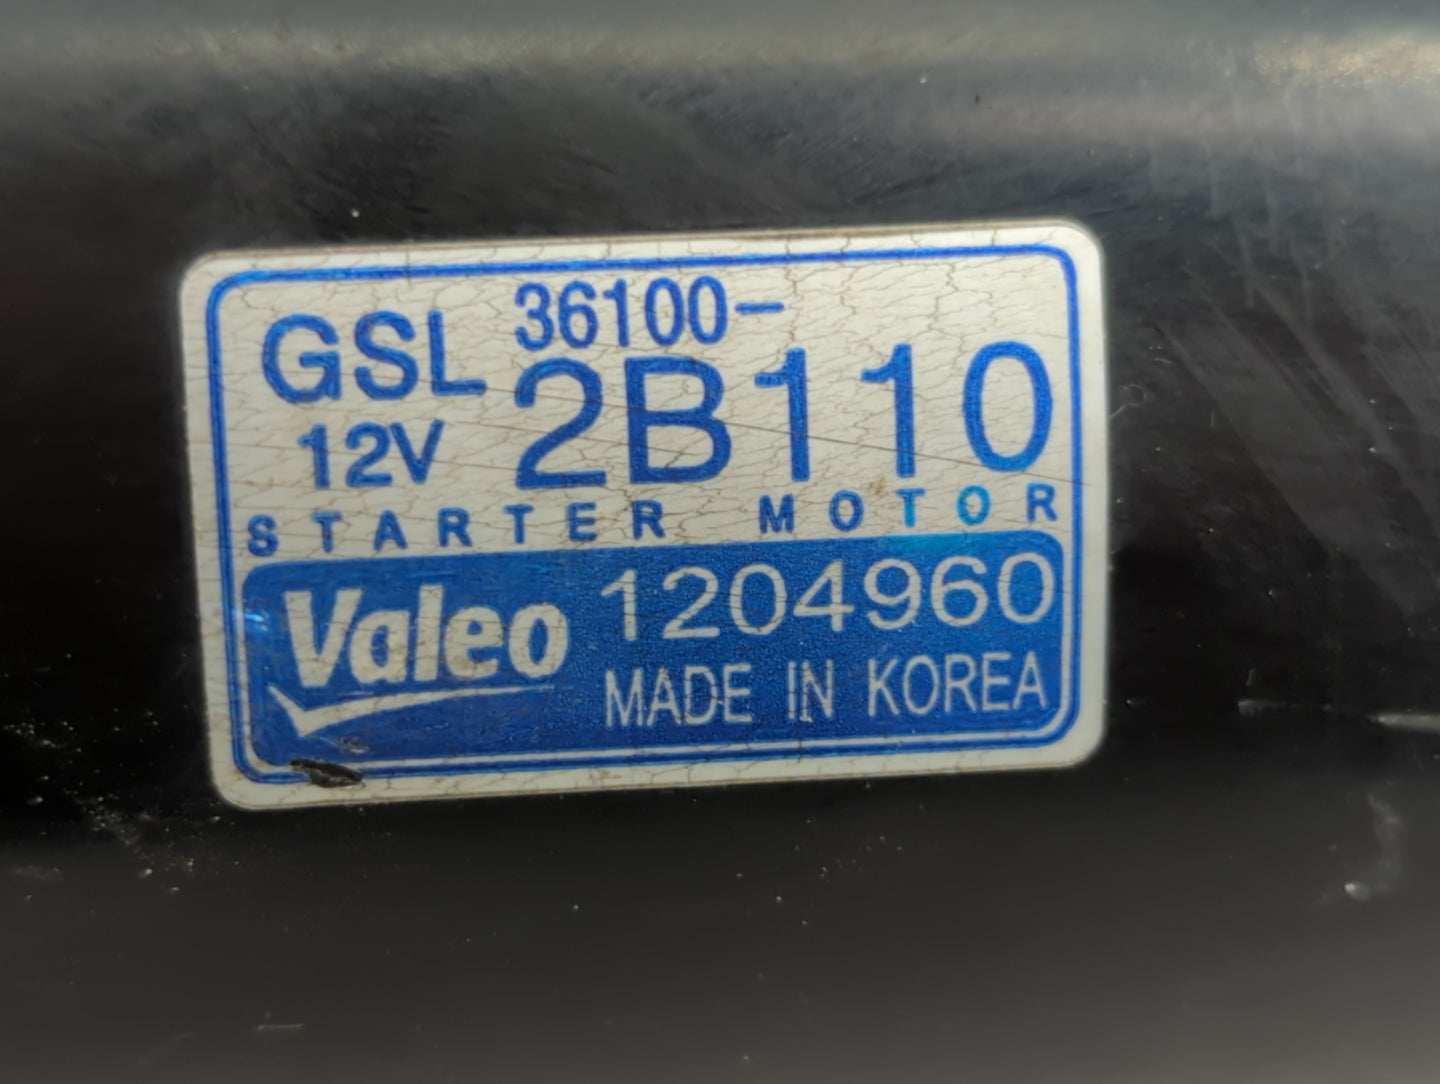 GSL 36100-
12V 2B110
STARTER MOTOR
Valeo 1204960
MADE IN KOREA